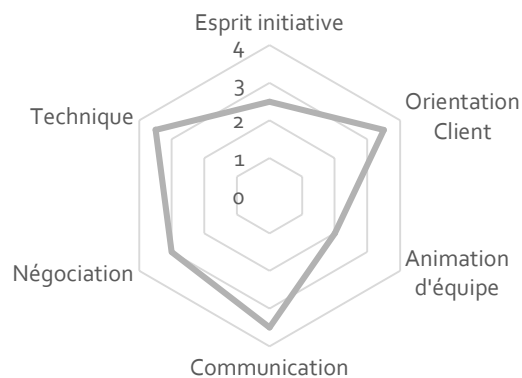 Esprit initiative
4
3
2
1
0
Orientation
Client
Animation
d'équipe
Communication
Négociation
Technique